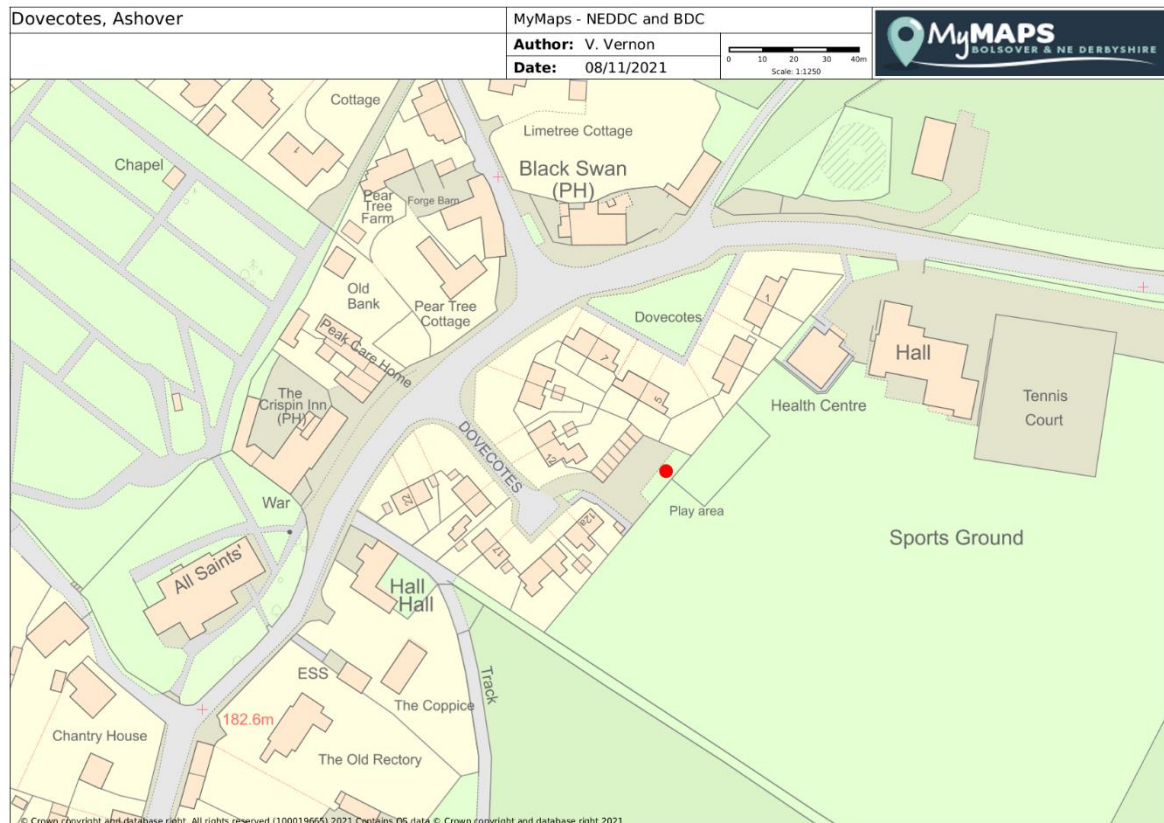 Dovecotes, Ashover
MyMaps - NEDDC and BDC
Author: V. Vernon
Date: 08/11/2021
0 10 20 30 40m
Scale: 1:1250
MyMAPS
BOLSOVER & NE DERBYSHIRE
Cottage
1
Limetree Cottage
Chapel
Black Swan
(PH)
Pear
Tree
Farm
Forge Barn
Old
Bank
Pear Tree
Cottage
Dovecotes
1
Peak Care Home
7
5
Hall
The
Crispin Inn
(PH)
Tennis
Court
Health Centre
DOVECOTES
12
War
22
Play area
12a
17
Sports Ground
All Saints'
Hall
Hall
Track
ESS
The Coppice
182.6m
Chantry House
The Old Rectory
© Crown copyright and database right. All rights reserved (100019665) 2021 Contains OS data © Crown copyright and database right 2021